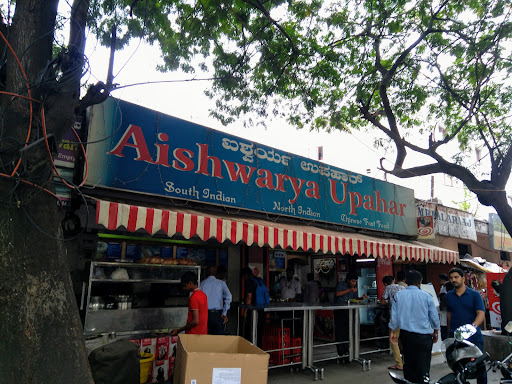 ಐಶ್ವರ್ಯ ಉಪಹಾರ್
Aishwarya Upahar
South Indian
North Indian
Chinese Fast Food